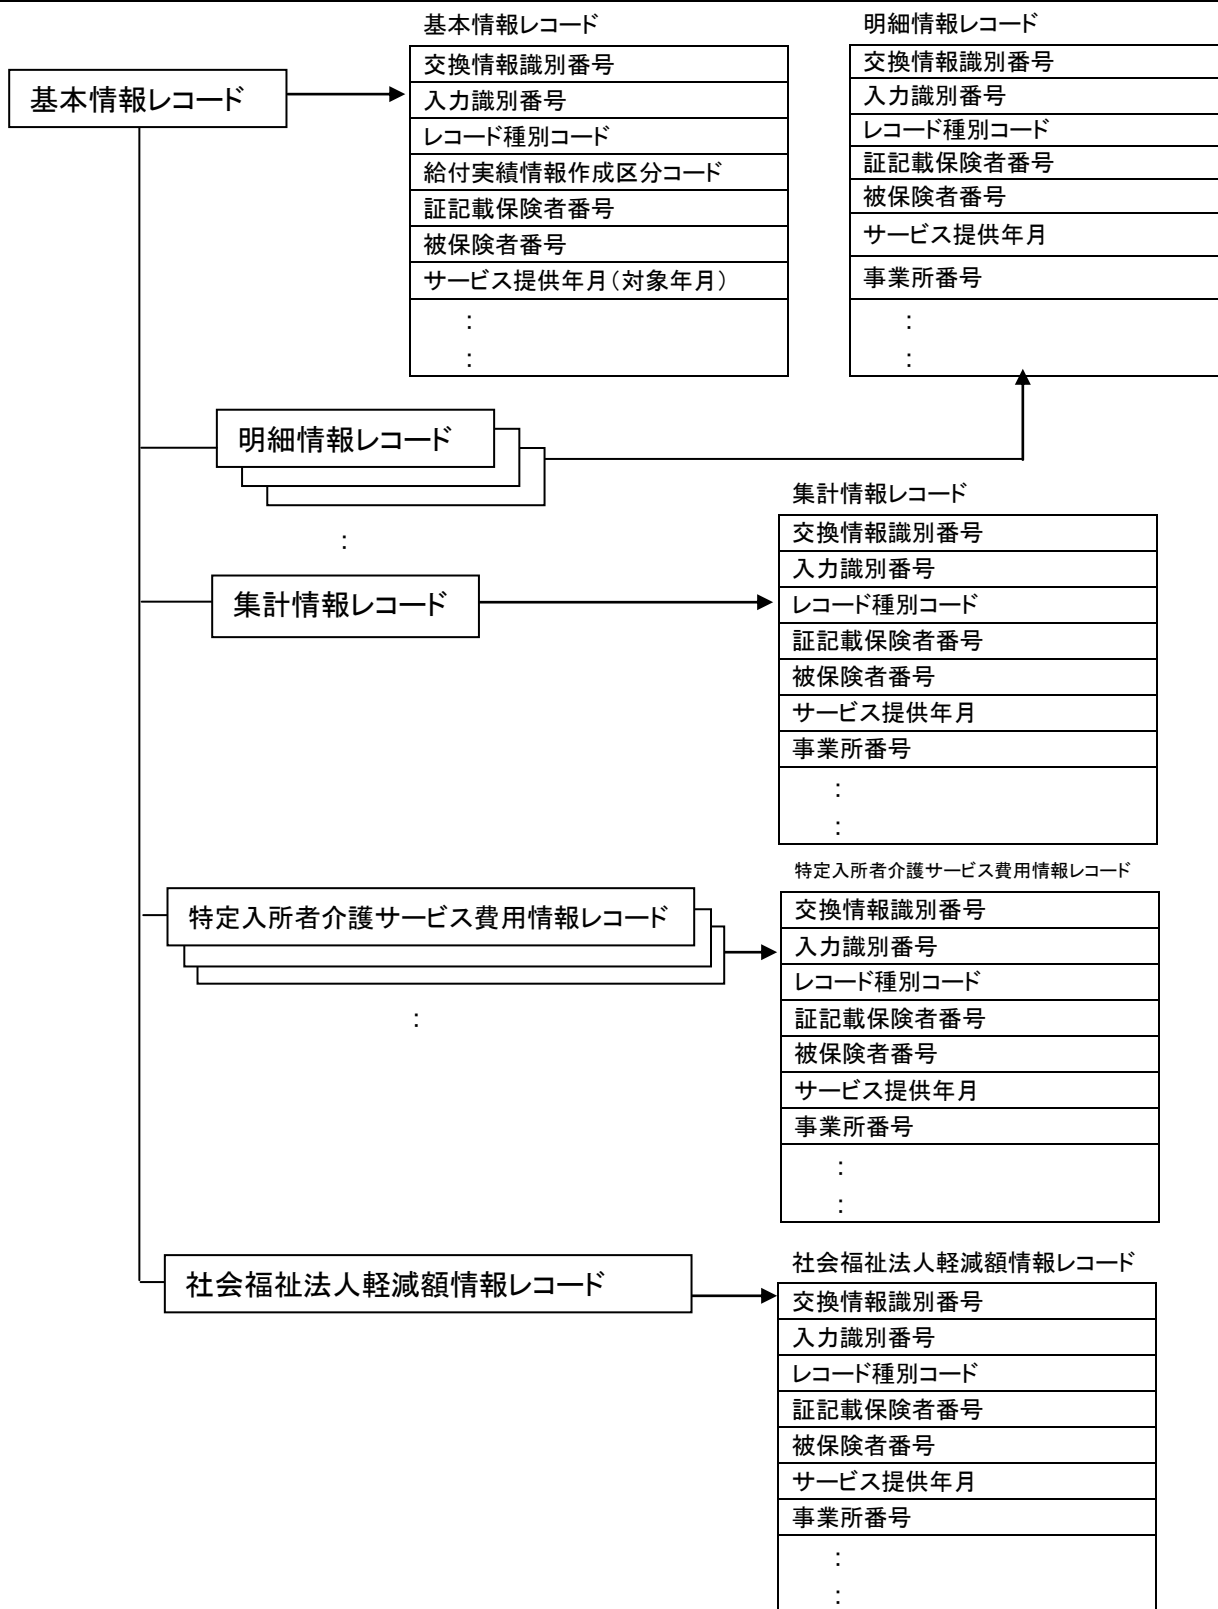 基本情報レコード
基本情報レコード
交換情報識別番号
入力識別番号
レコード種別コード
給付実績情報作成区分コード
証記載保険者番号
被保険者番号
サービス提供年月(対象年月)
:
:
明細情報レコード
交換情報識別番号
入力識別番号
レコード種別コード
証記載保険者番号
被保険者番号
サービス提供年月
事業所番号
:
:
明細情報レコード
:
集計情報レコード
集計情報レコード
交換情報識別番号
入力識別番号
レコード種別コード
証記載保険者番号
被保険者番号
サービス提供年月
事業所番号
:
:
特定入所者介護サービス費用情報レコード
:
特定入所者介護サービス費用情報レコード
交換情報識別番号
入力識別番号
レコード種別コード
証記載保険者番号
被保険者番号
サービス提供年月
事業所番号
:
:
社会福祉法人軽減額情報レコード
社会福祉法人軽減額情報レコード
交換情報識別番号
入力識別番号
レコード種別コード
証記載保険者番号
被保険者番号
サービス提供年月
事業所番号
:
: